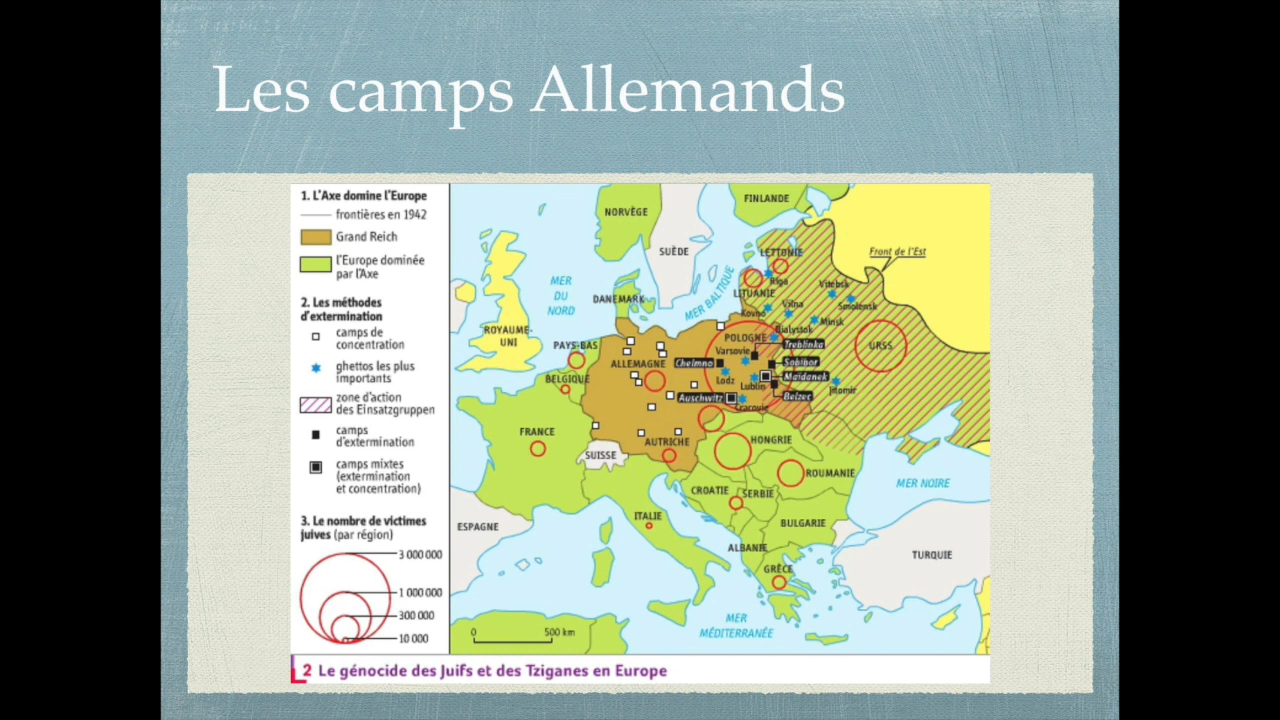 Les camps Allemands
1. L'Axe domine l'Europe
frontières en 1942
Grand Reich
l'Europe dominée
par l'Axe
2. Les méthodes
d'extermination
camps de
concentration
ghettos les plus
importants
zone d'action
des Einsatzgruppen
camps
d'extermination
camps mixtes
(extermination
et concentration)
3. Le nombre de victimes
juives (par région)
3 000 000
1 000 000
300 000
10 000
FINLANDE
NORVÈGE
SUÈDE
LETTONIE
Front de l'Est
Riga
MER
DU
NORD
MER BALTIQUE
LITUANIE
Vitebsk
DANEMARK
Vilna
Smolensk
Kovno
Minsk
ROYAUME-
UNI
Bialystok
POLOGNE
PAYS-BAS
Treblinka
URSS
Varsovie
ALLEMAGNE
Chelmno
Sobibor
BELGIQUE
Lodz
Maïdanek
Lublin
Jitomir
Auschwitz
Belzec
Cracovie
FRANCE
AUTRICHE
HONGRIE
SUISSE
ROUMANIE
MER NOIRE
CROATIE
SERBIE
ITALIE
ESPAGNE
BULGARIE
ALBANIE
TURQUIE
GRÈCE
MER
MÉDITERRANÉE
0
500 km
2 Le génocide des Juifs et des Tziganes en Europe